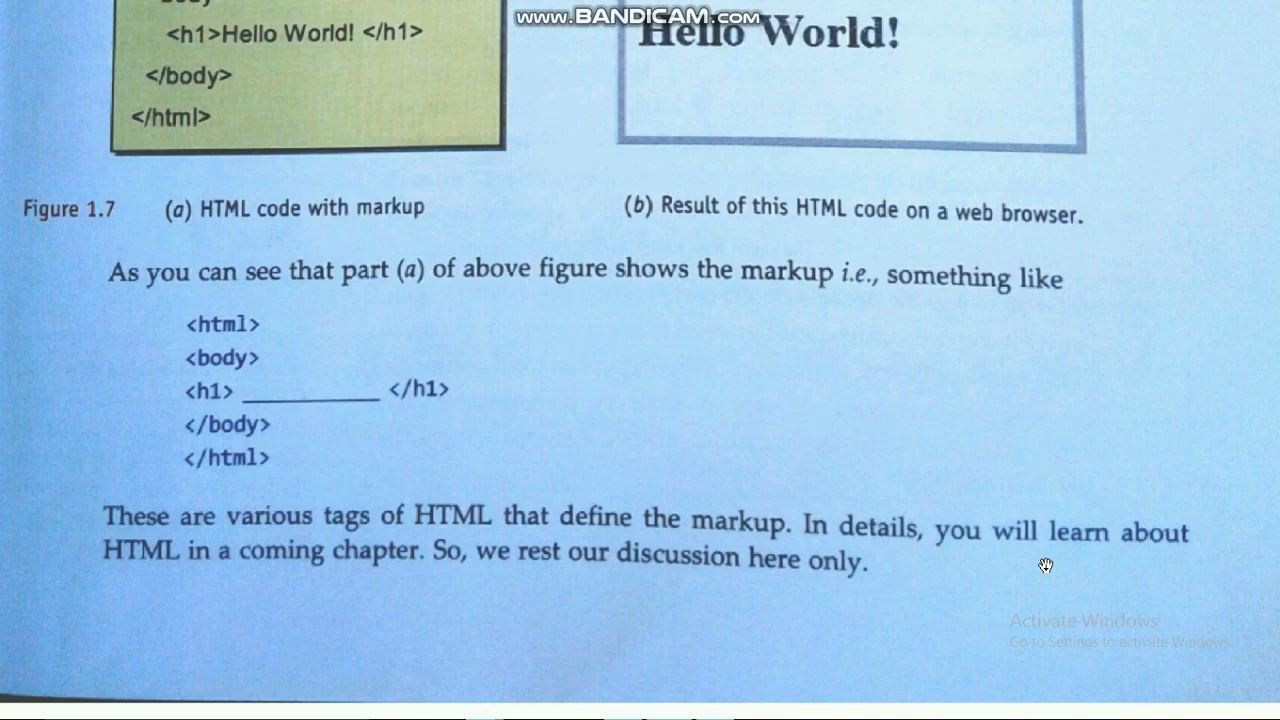 www.BANDICAM.com
<h1>Hello World! </h1>
Hello World!
</body>
</html>
Figure 1.7 (a) HTML code with markup (b) Result of this HTML code on a web browser.
As you can see that part (a) of above figure shows the markup i.e., something like
<html>
<body>
<h1> ____________ </h1>
</body>
</html>
These are various tags of HTML that define the markup. In details, you will learn about
HTML in a coming chapter. So, we rest our discussion here only.
Activate Windows
Go to Settings to activate Windows.